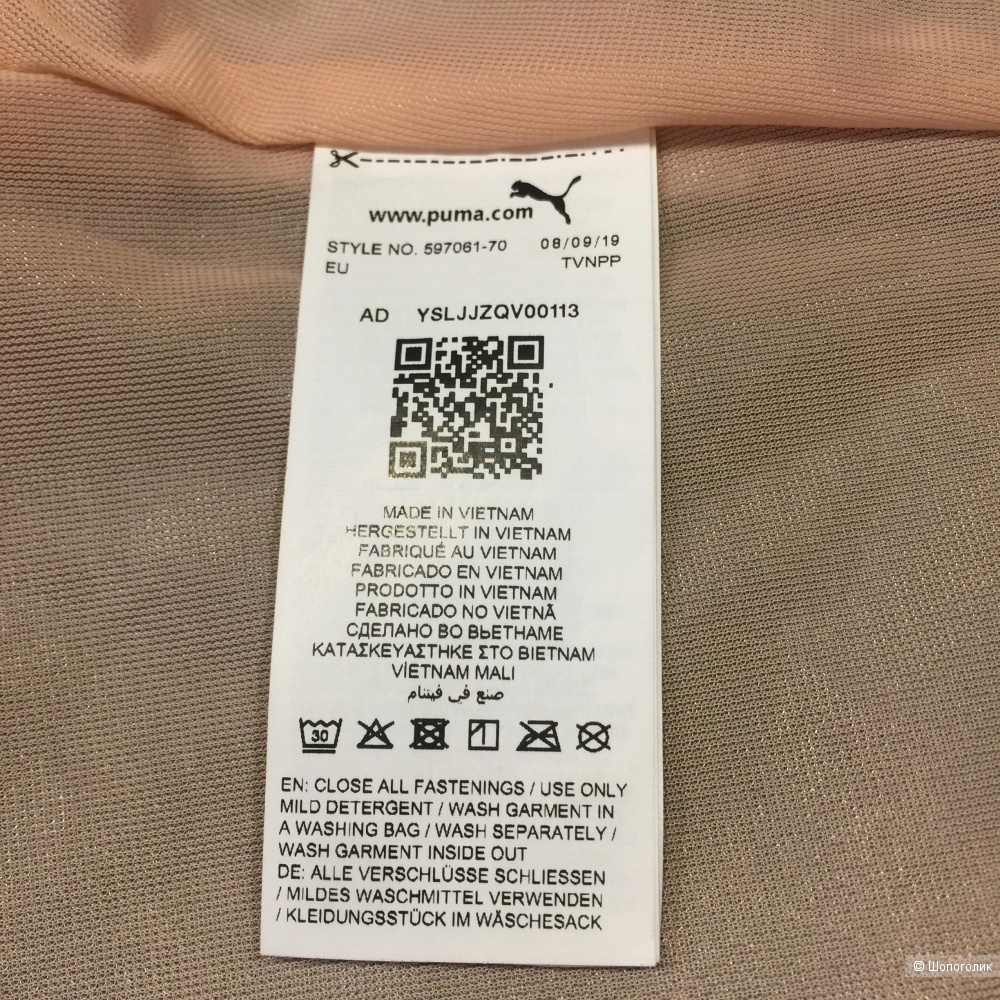 www.puma.com
STYLE NO. 597061-70 08/09/19
EU TVNPP
AD YSLJJZQV00113
MADE IN VIETNAM
HERGESTELLT IN VIETNAM
FABRIQUÉ AU VIETNAM
FABRICADO EN VIETNAM
PRODOTTO IN VIETNAM
FABRICADO NO VIETNÃ
СДЕЛАНО ВО ВЬЕТНАМЕ
ΚΑΤΑΣΚΕΥΑΣΤΗΚΕ ΣΤΟ ΒΙΕΤΝΑΜ
VİETNAM MALI
صنع في فيتنام
30
EN: CLOSE ALL FASTENINGS / USE ONLY
MILD DETERGENT / WASH GARMENT IN
A WASHING BAG / WASH SEPARATELY /
WASH GARMENT INSIDE OUT
DE: ALLE VERSCHLÜSSE SCHLIESSEN
/ MILDES WASCHMITTEL VERWENDEN
/ KLEIDUNGSSTÜCK IM WÄSCHESACK
© Шопоголик